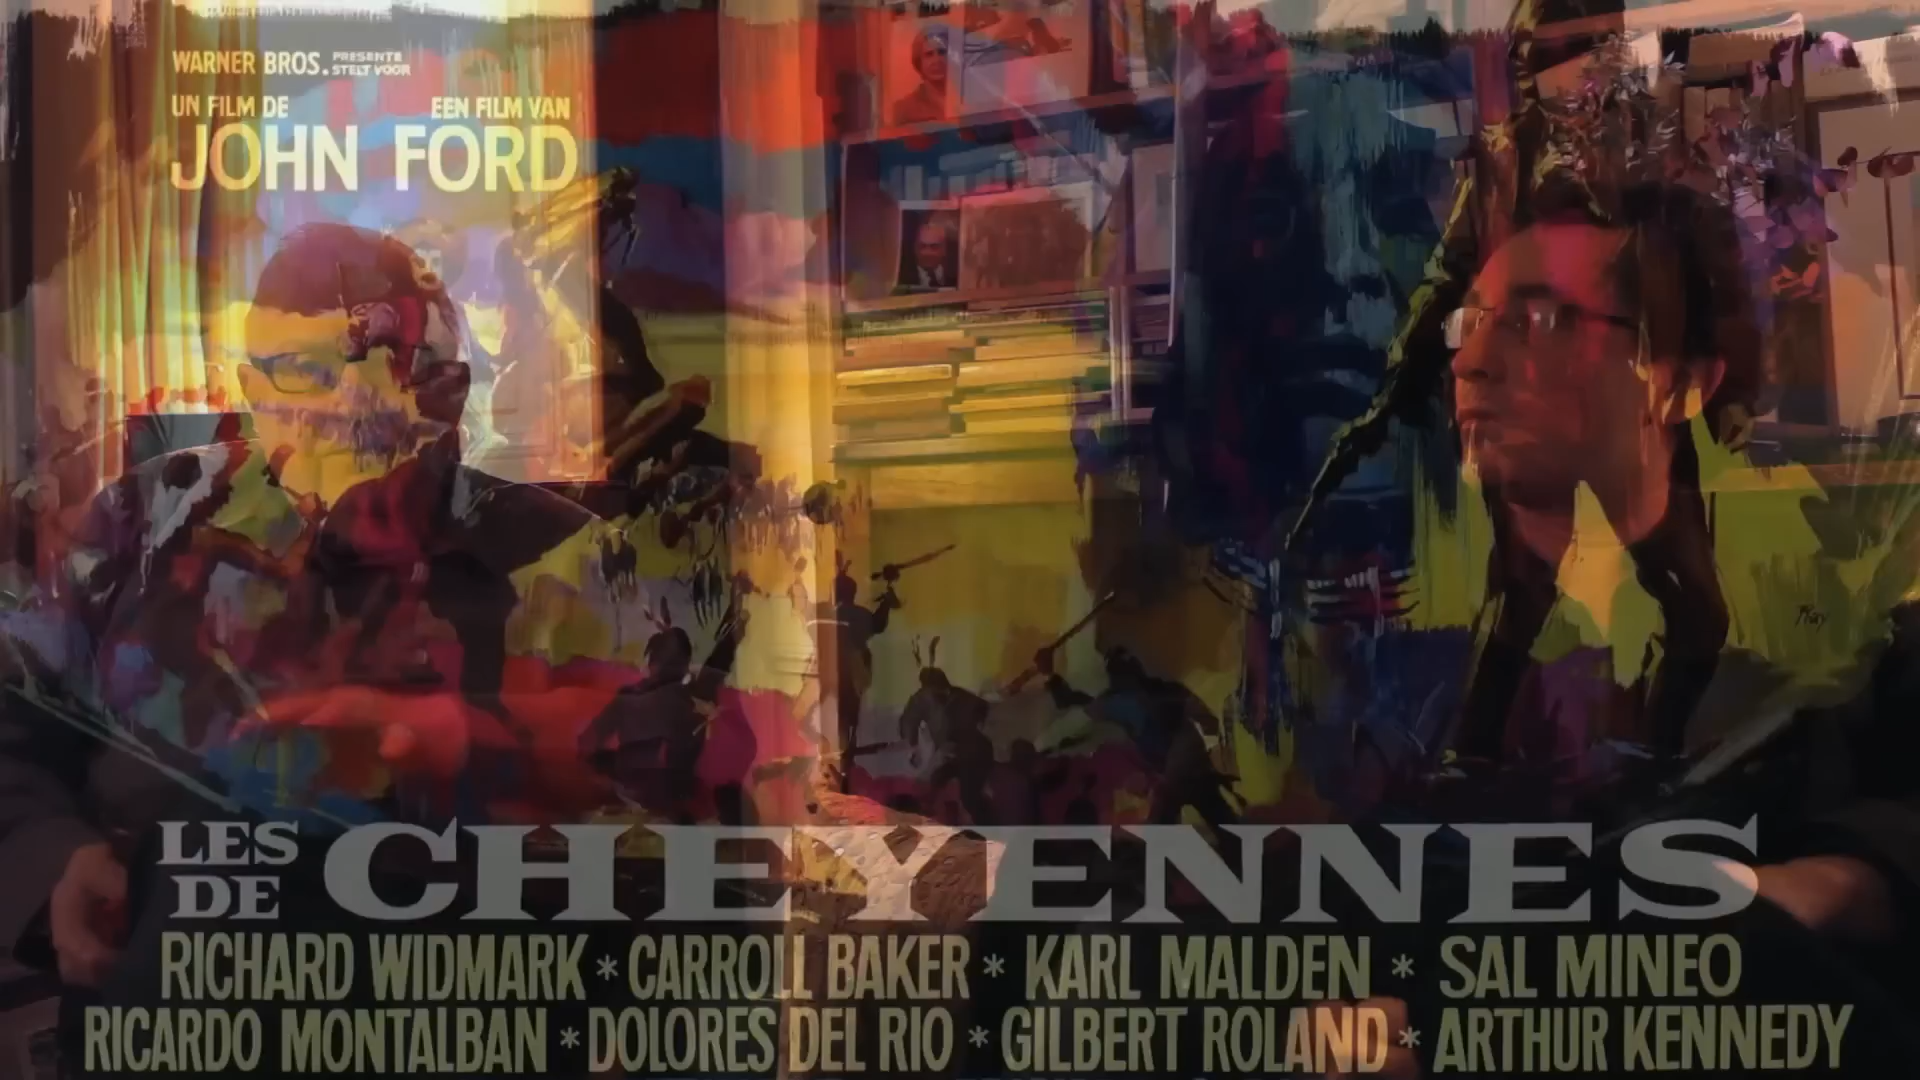 WARNER BROS. PRESENTE
STELT VOOR
UN FILM DE EEN FILM VAN
JOHN FORD
LES
DE CHEYENNES
RICHARD WIDMARK * CARROLL BAKER * KARL MALDEN * SAL MINEO
RICARDO MONTALBAN * DOLORES DEL RIO * GILBERT ROLAND * ARTHUR KENNEDY